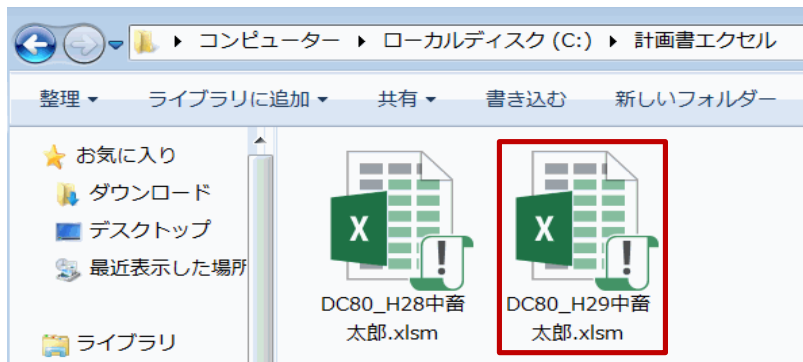 コンピューター ▶ ローカルディスク (C:) ▶ 計画書エクセル
整理 ▼ ライブラリに追加 ▼ 共有 ▼ 書き込む 新しいフォルダー
お気に入り
ダウンロード
デスクトップ
最近表示した場所
ライブラリ
DC80_H28中畜
太郎.xlsm
DC80_H29中畜
太郎.xlsm